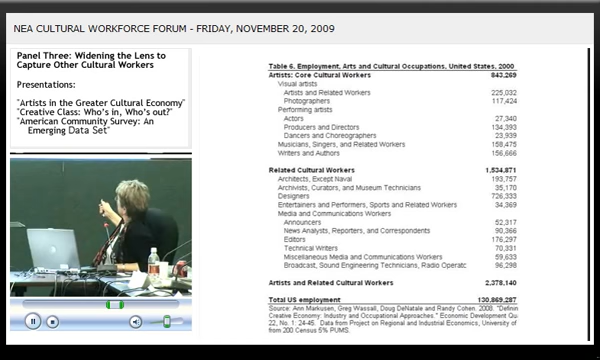 NEA CULTURAL WORKFORCE FORUM - FRIDAY, NOVEMBER 20, 2009
Panel Three: Widening the Lens to
Capture Other Cultural Workers
Presentations:
"Artists in the Greater Cultural Economy"
"Creative Class: Who's in, Who's out?"
"American Community Survey: An
Emerging Data Set"
Table 6. Employment, Arts and Cultural Occupations, United States, 2000
Artists: Core Cultural Workers 843,269
Visual artists
Artists and Related Workers 225,032
Photographers 117,424
Performing artists
Actors 27,340
Producers and Directors 134,393
Dancers and Choreographers 23,939
Musicians, Singers, and Related Workers 158,475
Writers and Authors 156,666
Related Cultural Workers 1,534,871
Architects, Except Naval 193,757
Archivists, Curators, and Museum Technicians 35,170
Designers 726,333
Entertainers and Performers, Sports and Related Workers 34,369
Media and Communications Workers
Announcers 52,317
News Analysts, Reporters, and Correspondents 90,366
Editors 176,297
Technical Writers 70,331
Miscellaneous Media and Communications Workers 59,633
Broadcast, Sound Engineering Technicians, Radio Operatc 96,298
Artists and Related Cultural Workers 2,378,140
Total US employment 130,869,287
Source: Ann Markusen, Greg Wassall, Doug DeNatale and Randy Cohen. 2008. "Definin
Creative Economy: Industry and Occupational Approaches." Economic Development Qu
22, No. 1: 24-45. Data from Project on Regional and Industrial Economics, University of
from 200 Census 5% PUMS.